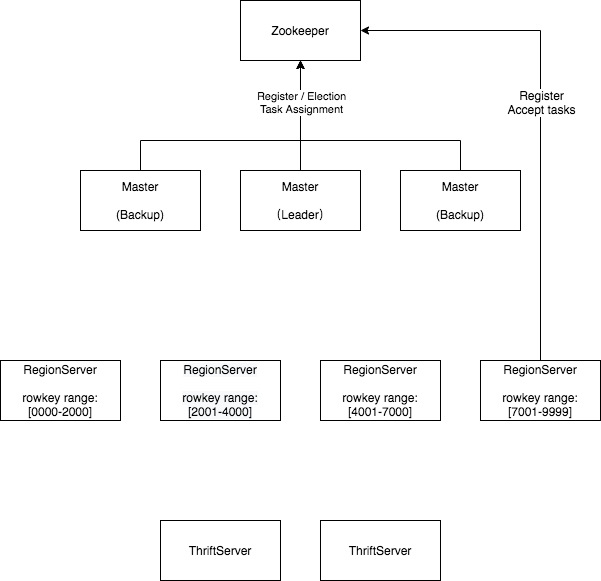 Zookeeper
Register / Election
Task Assignment
Register
Accept tasks
Master
(Backup)
Master
(Leader)
Master
(Backup)
RegionServer
rowkey range:
[0000-2000]
RegionServer
rowkey range:
[2001-4000]
RegionServer
rowkey range:
[4001-7000]
RegionServer
rowkey range:
[7001-9999]
ThriftServer
ThriftServer